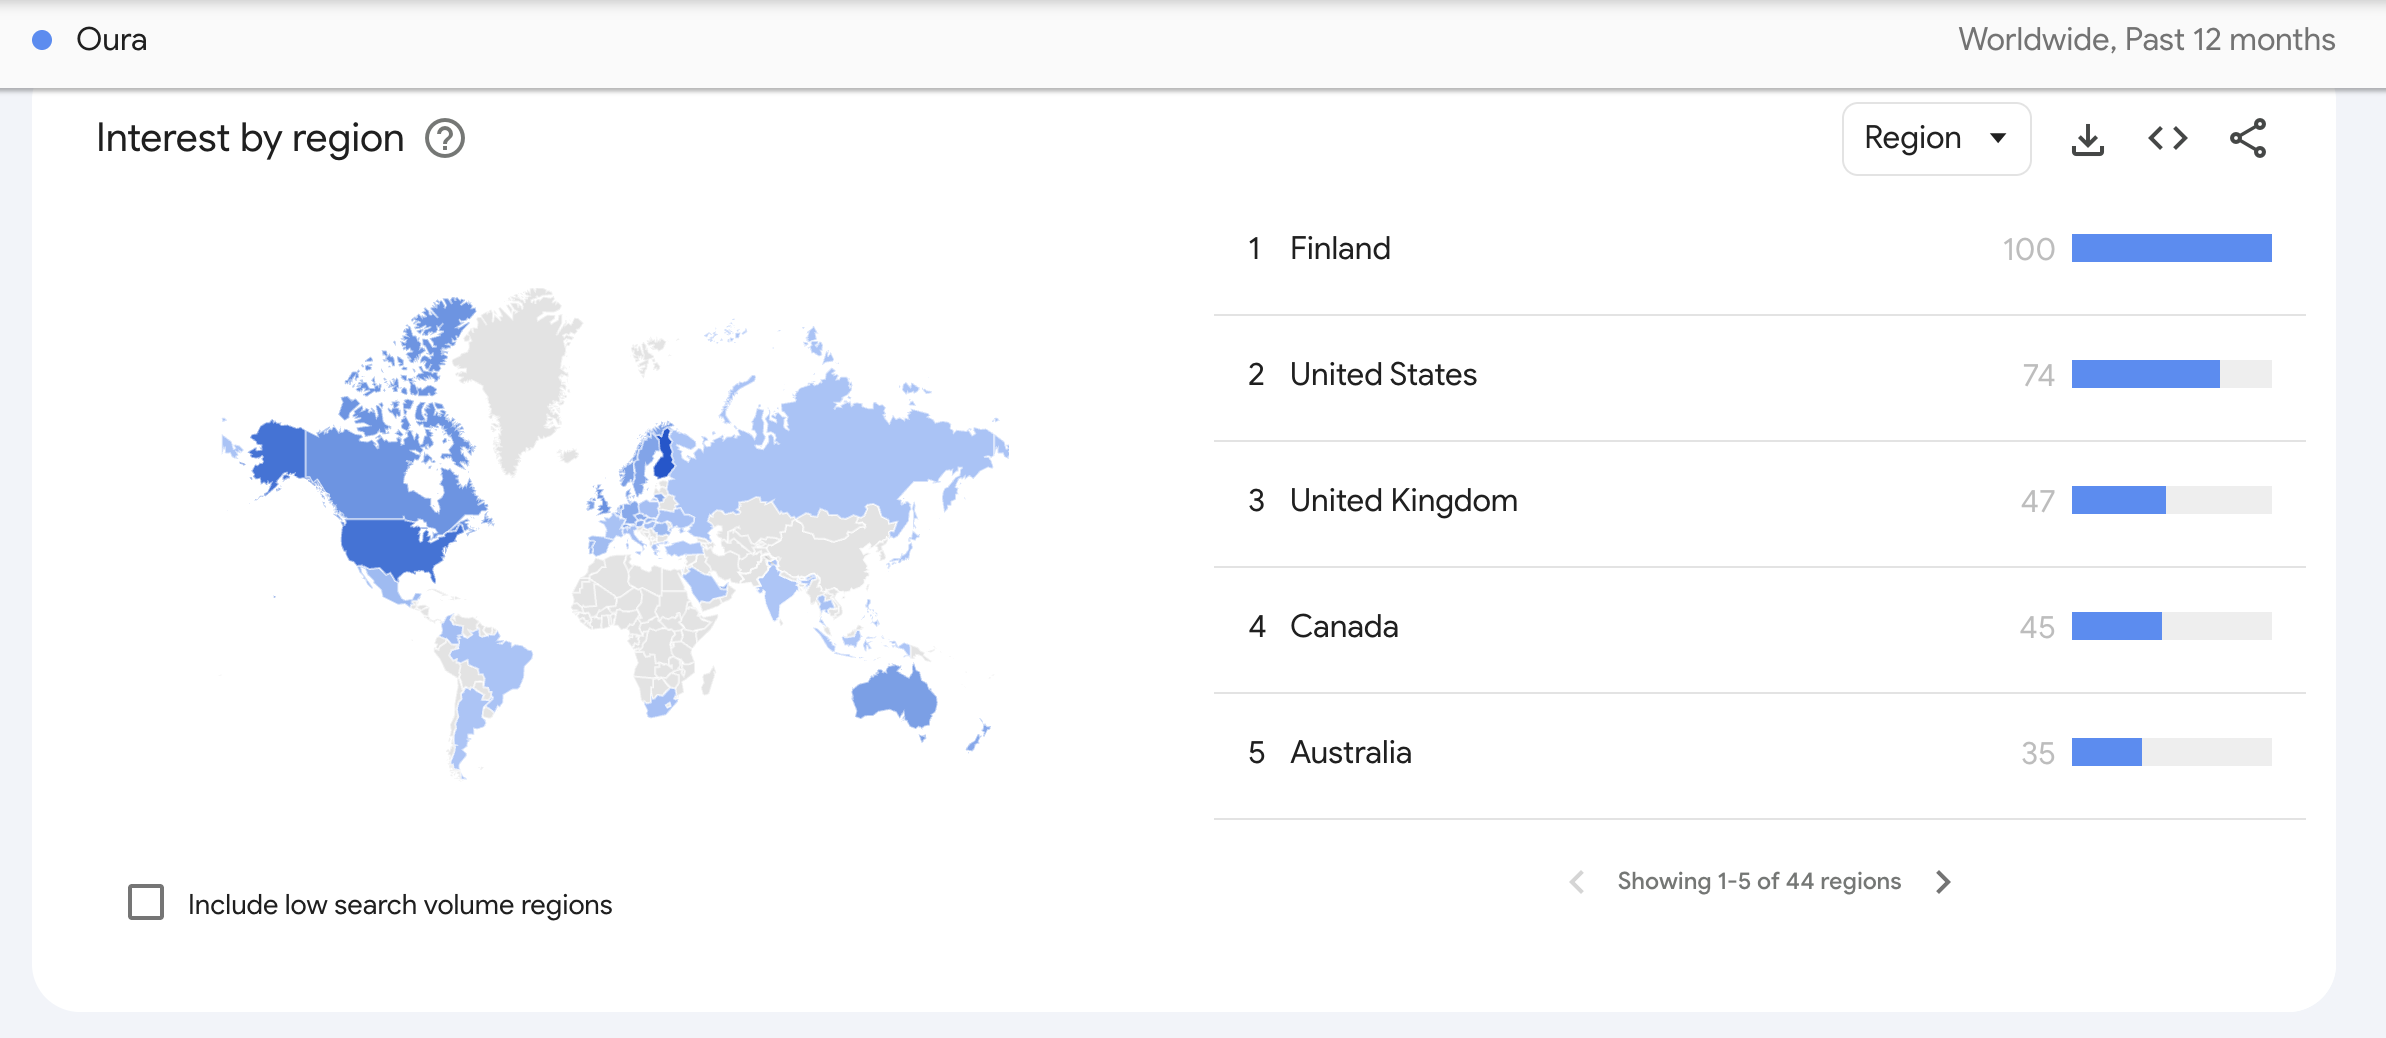 Oura
Worldwide, Past 12 months
Interest by region
Region
1 Finland 100
2 United States 74
3 United Kingdom 47
4 Canada 45
5 Australia 35
Include low search volume regions
Showing 1-5 of 44 regions